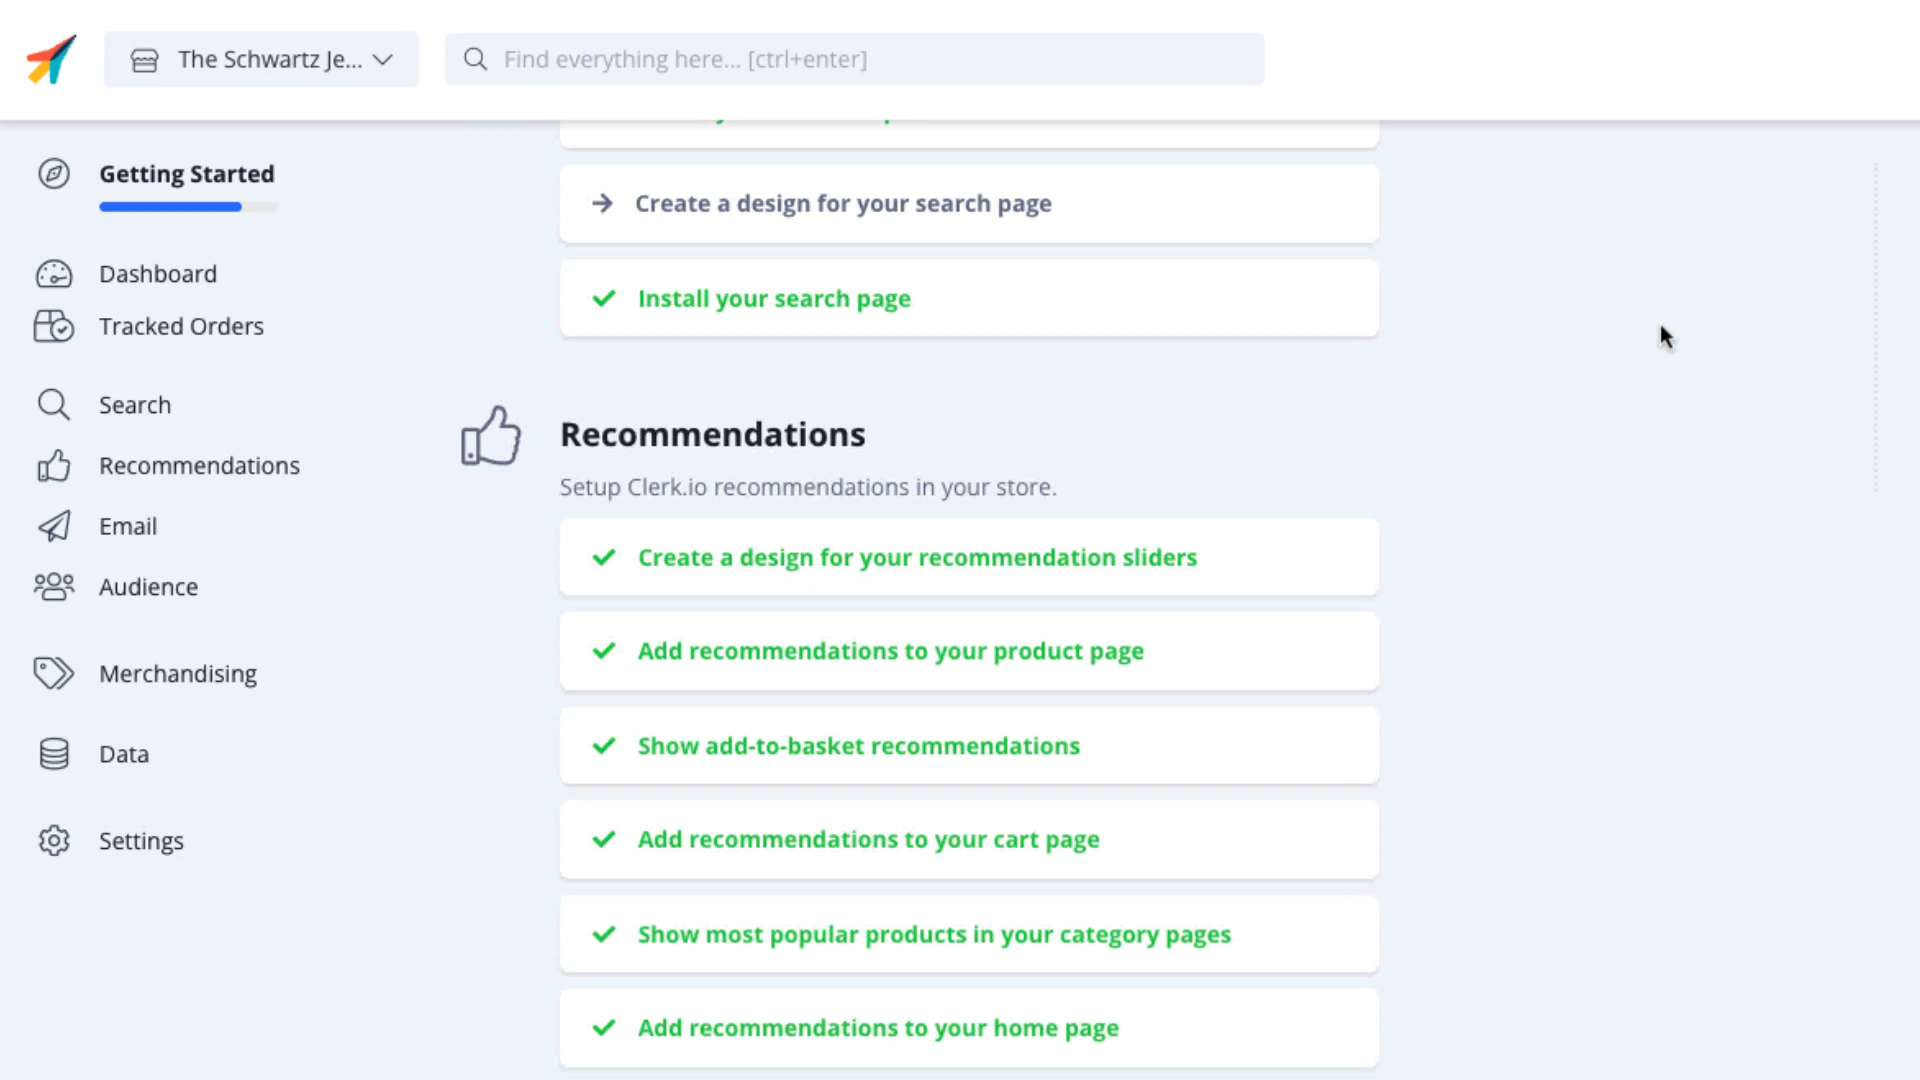 The Schwartz Je...
Find everything here... [ctrl+enter]
Getting Started
Dashboard
Tracked Orders
Search
Recommendations
Email
Audience
Merchandising
Data
Settings
Create a design for your search page
Install your search page
Recommendations
Setup Clerk.io recommendations in your store.
Create a design for your recommendation sliders
Add recommendations to your product page
Show add-to-basket recommendations
Add recommendations to your cart page
Show most popular products in your category pages
Add recommendations to your home page